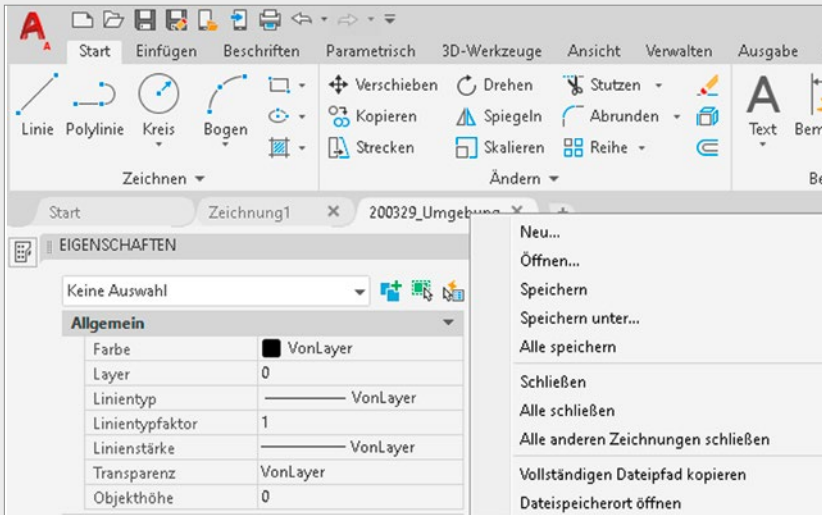 A
Start Einfügen Beschriften Parametrisch 3D-Werkzeuge Ansicht Verwalten Ausgabe
Verschieben Drehen Stutzen
Kopieren Spiegeln Abrunden
Linie Polylinie Kreis Bogen Text
Strecken Skalieren Reihe
Zeichnen Ändern
Start Zeichnung1 200329_Umgebung
EIGENSCHAFTEN
Keine Auswahl
Allgemein
Farbe VonLayer
Layer 0
Linientyp VonLayer
Linientypfaktor 1
Linienstärke VonLayer
Transparenz VonLayer
Objekthöhe 0
Neu...
Öffnen...
Speichern
Speichern unter...
Alle speichern
Schließen
Alle schließen
Alle anderen Zeichnungen schließen
Vollständigen Dateipfad kopieren
Dateispeicherort öffnen